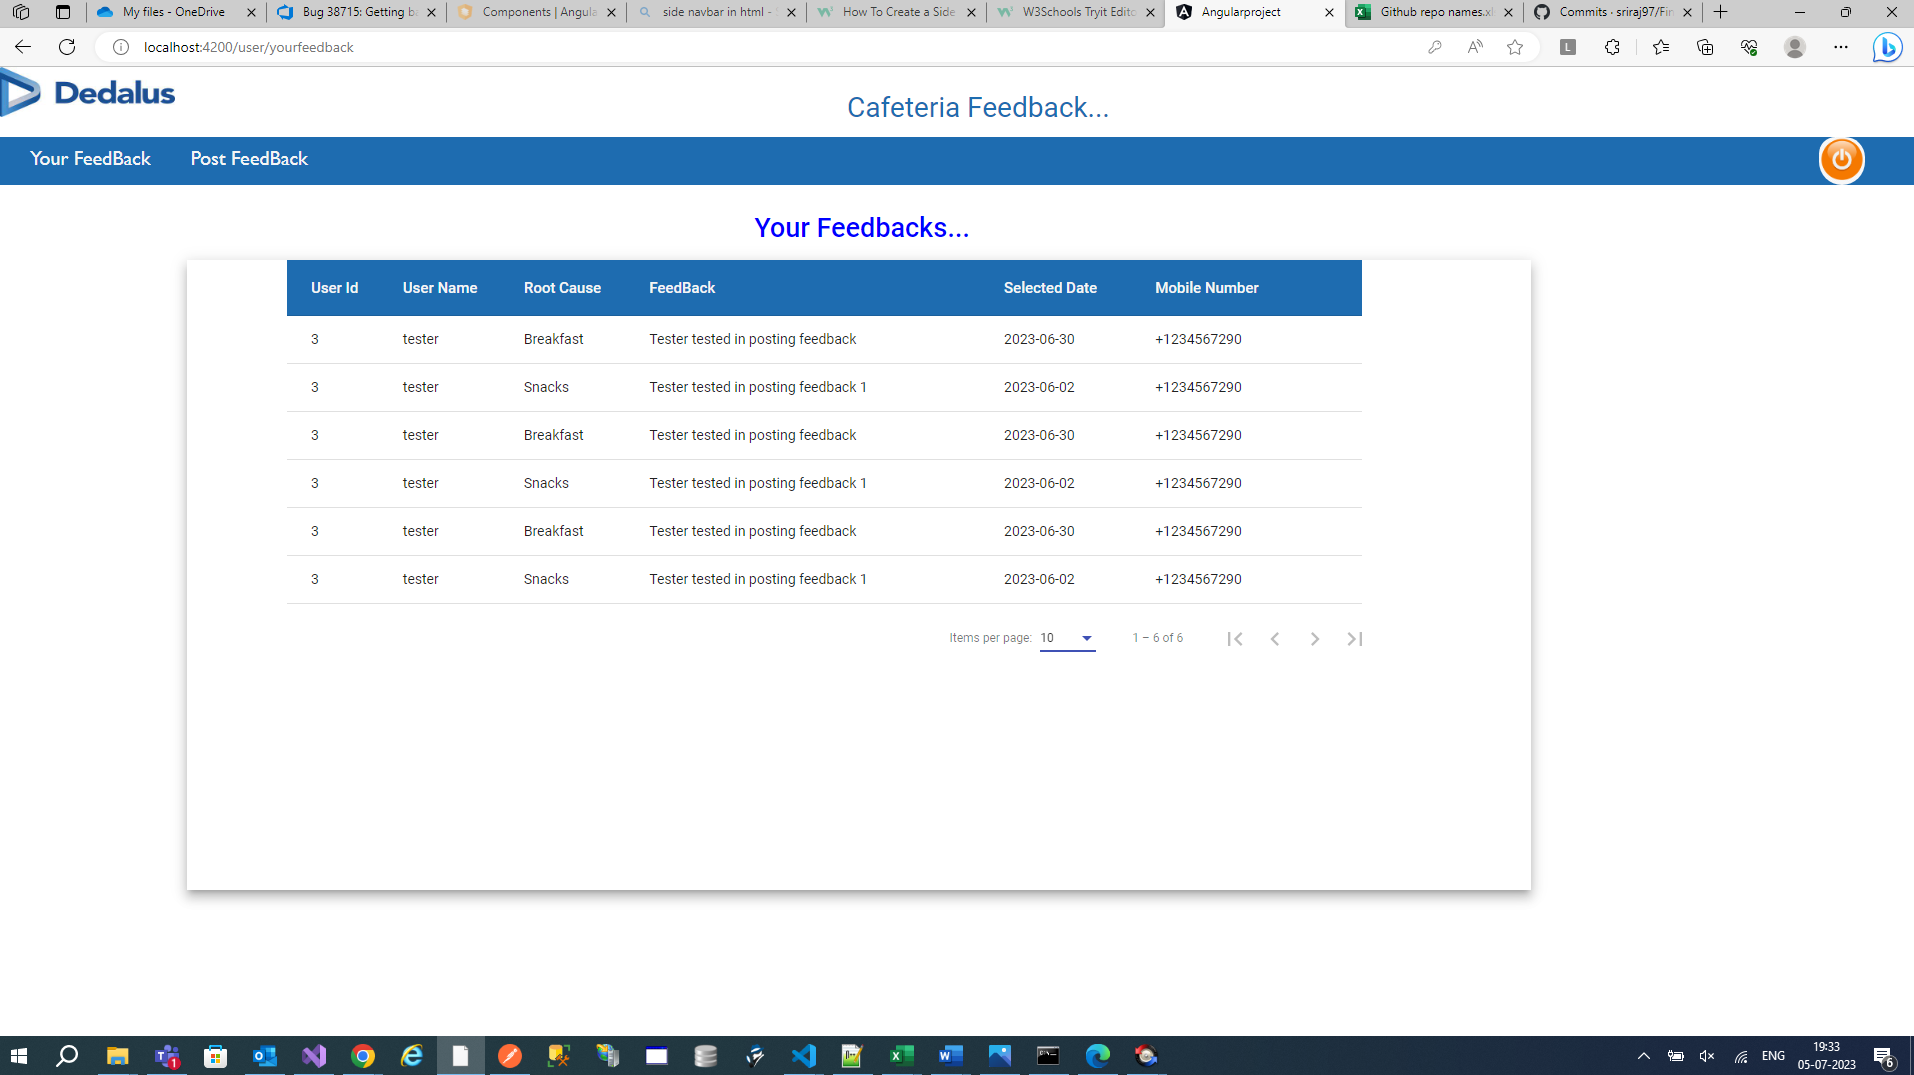 My files - OneDrive
Bug 38715: Getting b
Components | Angula
side navbar in html -
How To Create a Side
W3Schools Tryit Edito
Angularproject
Github repo names.xl
Commits · sriraj97/Fin
localhost:4200/user/yourfeedback
L
Dedalus
Cafeteria Feedback...
Your FeedBack Post FeedBack
Your Feedbacks...
User Id User Name Root Cause FeedBack Selected Date Mobile Number
3 tester Breakfast Tester tested in posting feedback 2023-06-30 +1234567290
3 tester Snacks Tester tested in posting feedback 1 2023-06-02 +1234567290
3 tester Breakfast Tester tested in posting feedback 2023-06-30 +1234567290
3 tester Snacks Tester tested in posting feedback 1 2023-06-02 +1234567290
3 tester Breakfast Tester tested in posting feedback 2023-06-30 +1234567290
3 tester Snacks Tester tested in posting feedback 1 2023-06-02 +1234567290
Items per page: 10 1 – 6 of 6
1
ENG
19:33
05-07-2023
6